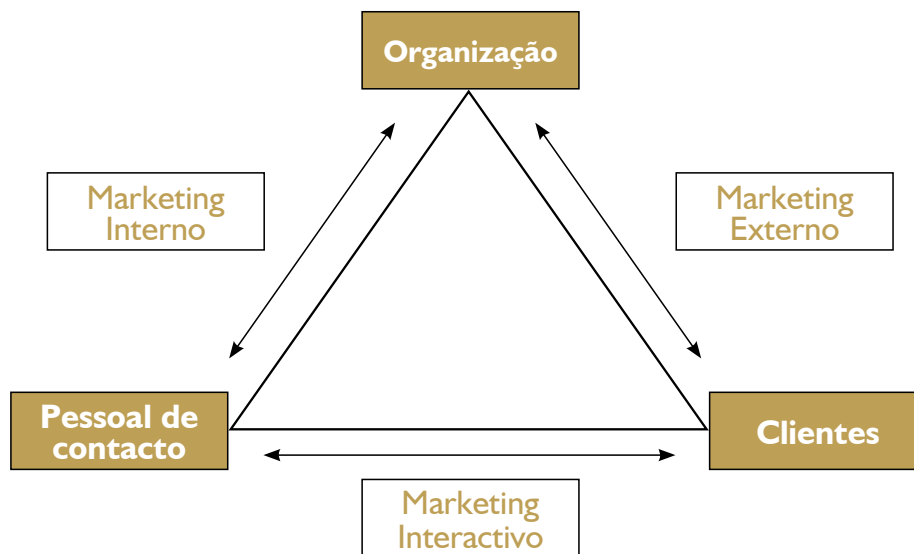 Organização
Marketing
Interno
Marketing
Externo
Pessoal de
contacto
Clientes
Marketing
Interactivo